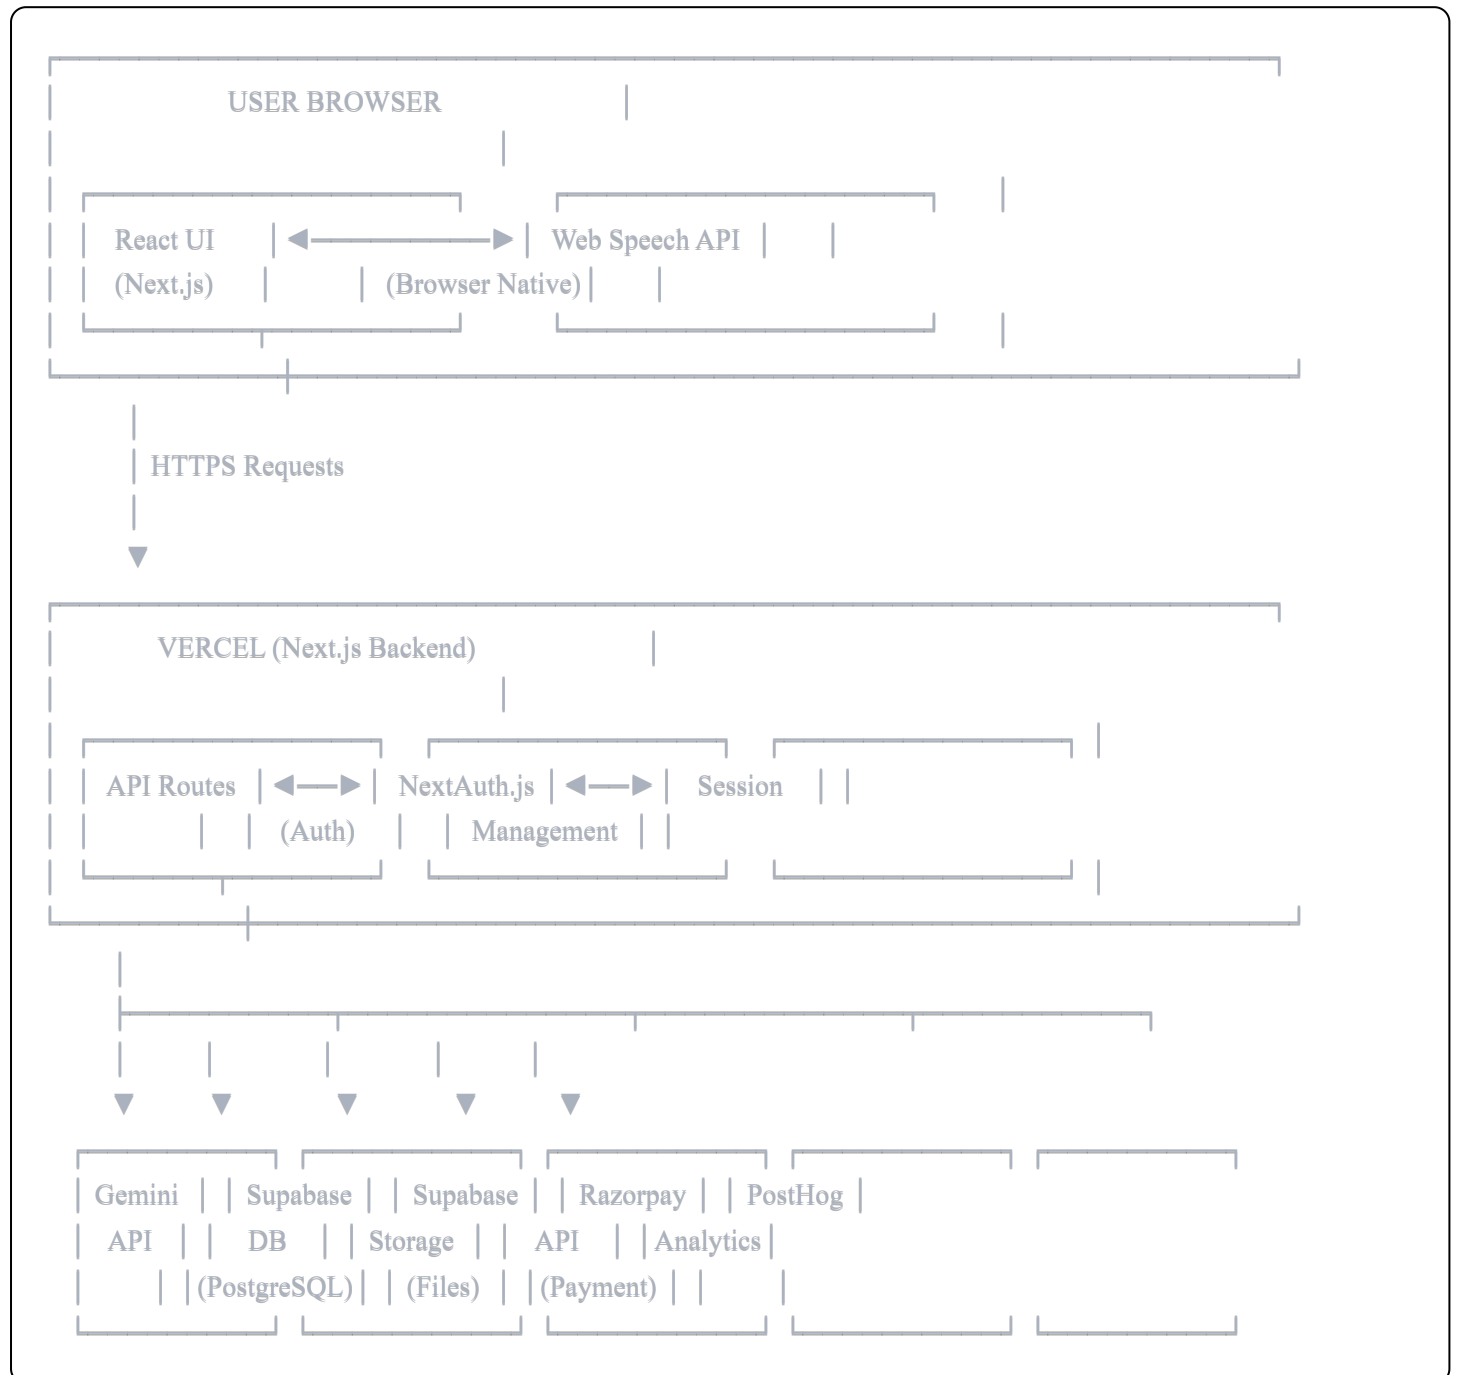 USER BROWSER
React UI Web Speech API
(Next.js) (Browser Native)
HTTPS Requests
VERCEL (Next.js Backend)
API Routes NextAuth.js Session
(Auth) Management
Gemini Supabase Supabase Razorpay PostHog
API DB Storage API Analytics
(PostgreSQL) (Files) (Payment)